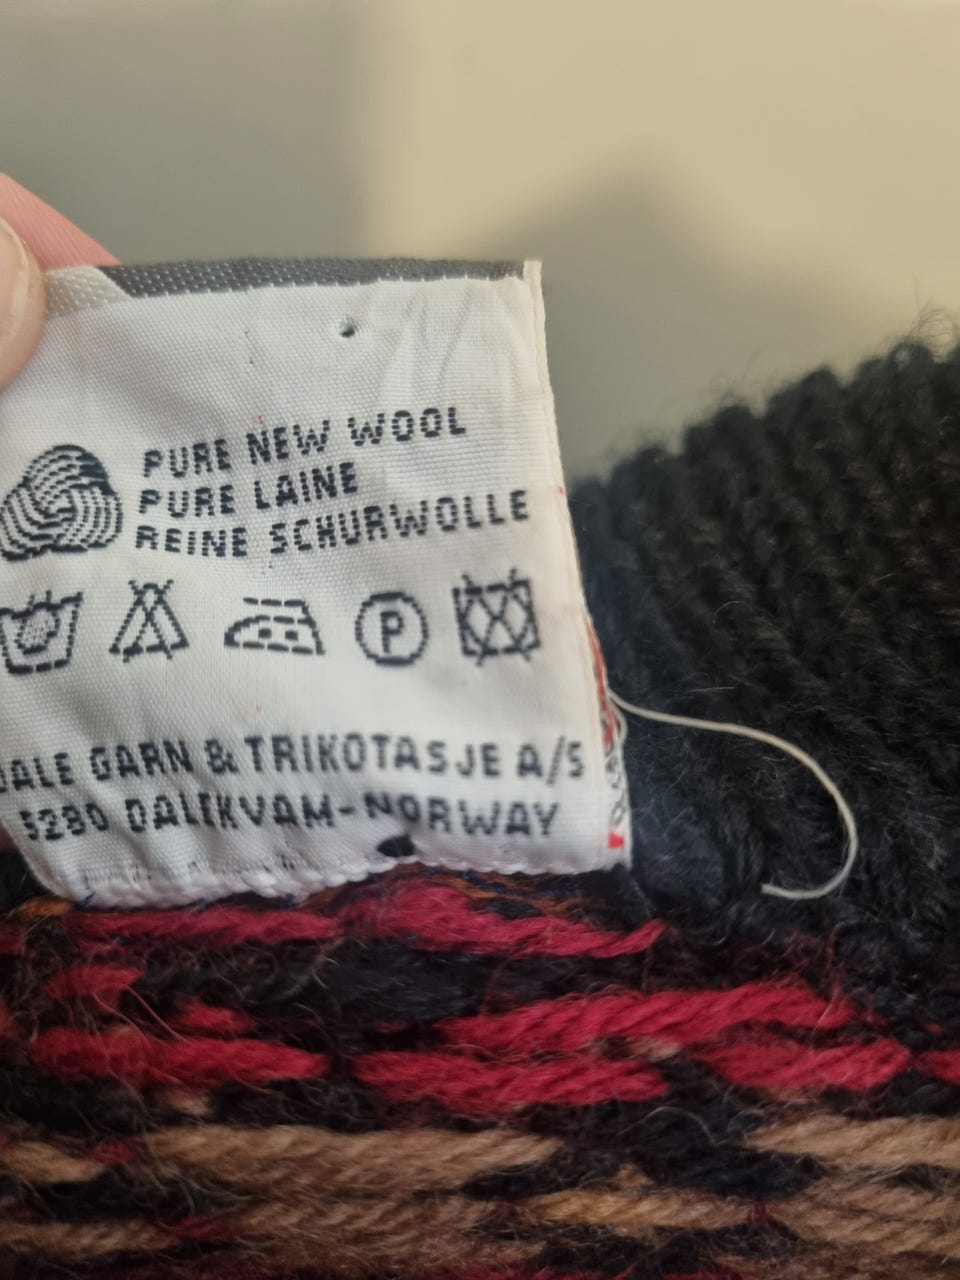 PURE NEW WOOL
PURE LAINE
REINE SCHURWOLLE
P
DALE GARN & TRIKOTASJE A/S
5280 DALEKVAM-NORWAY